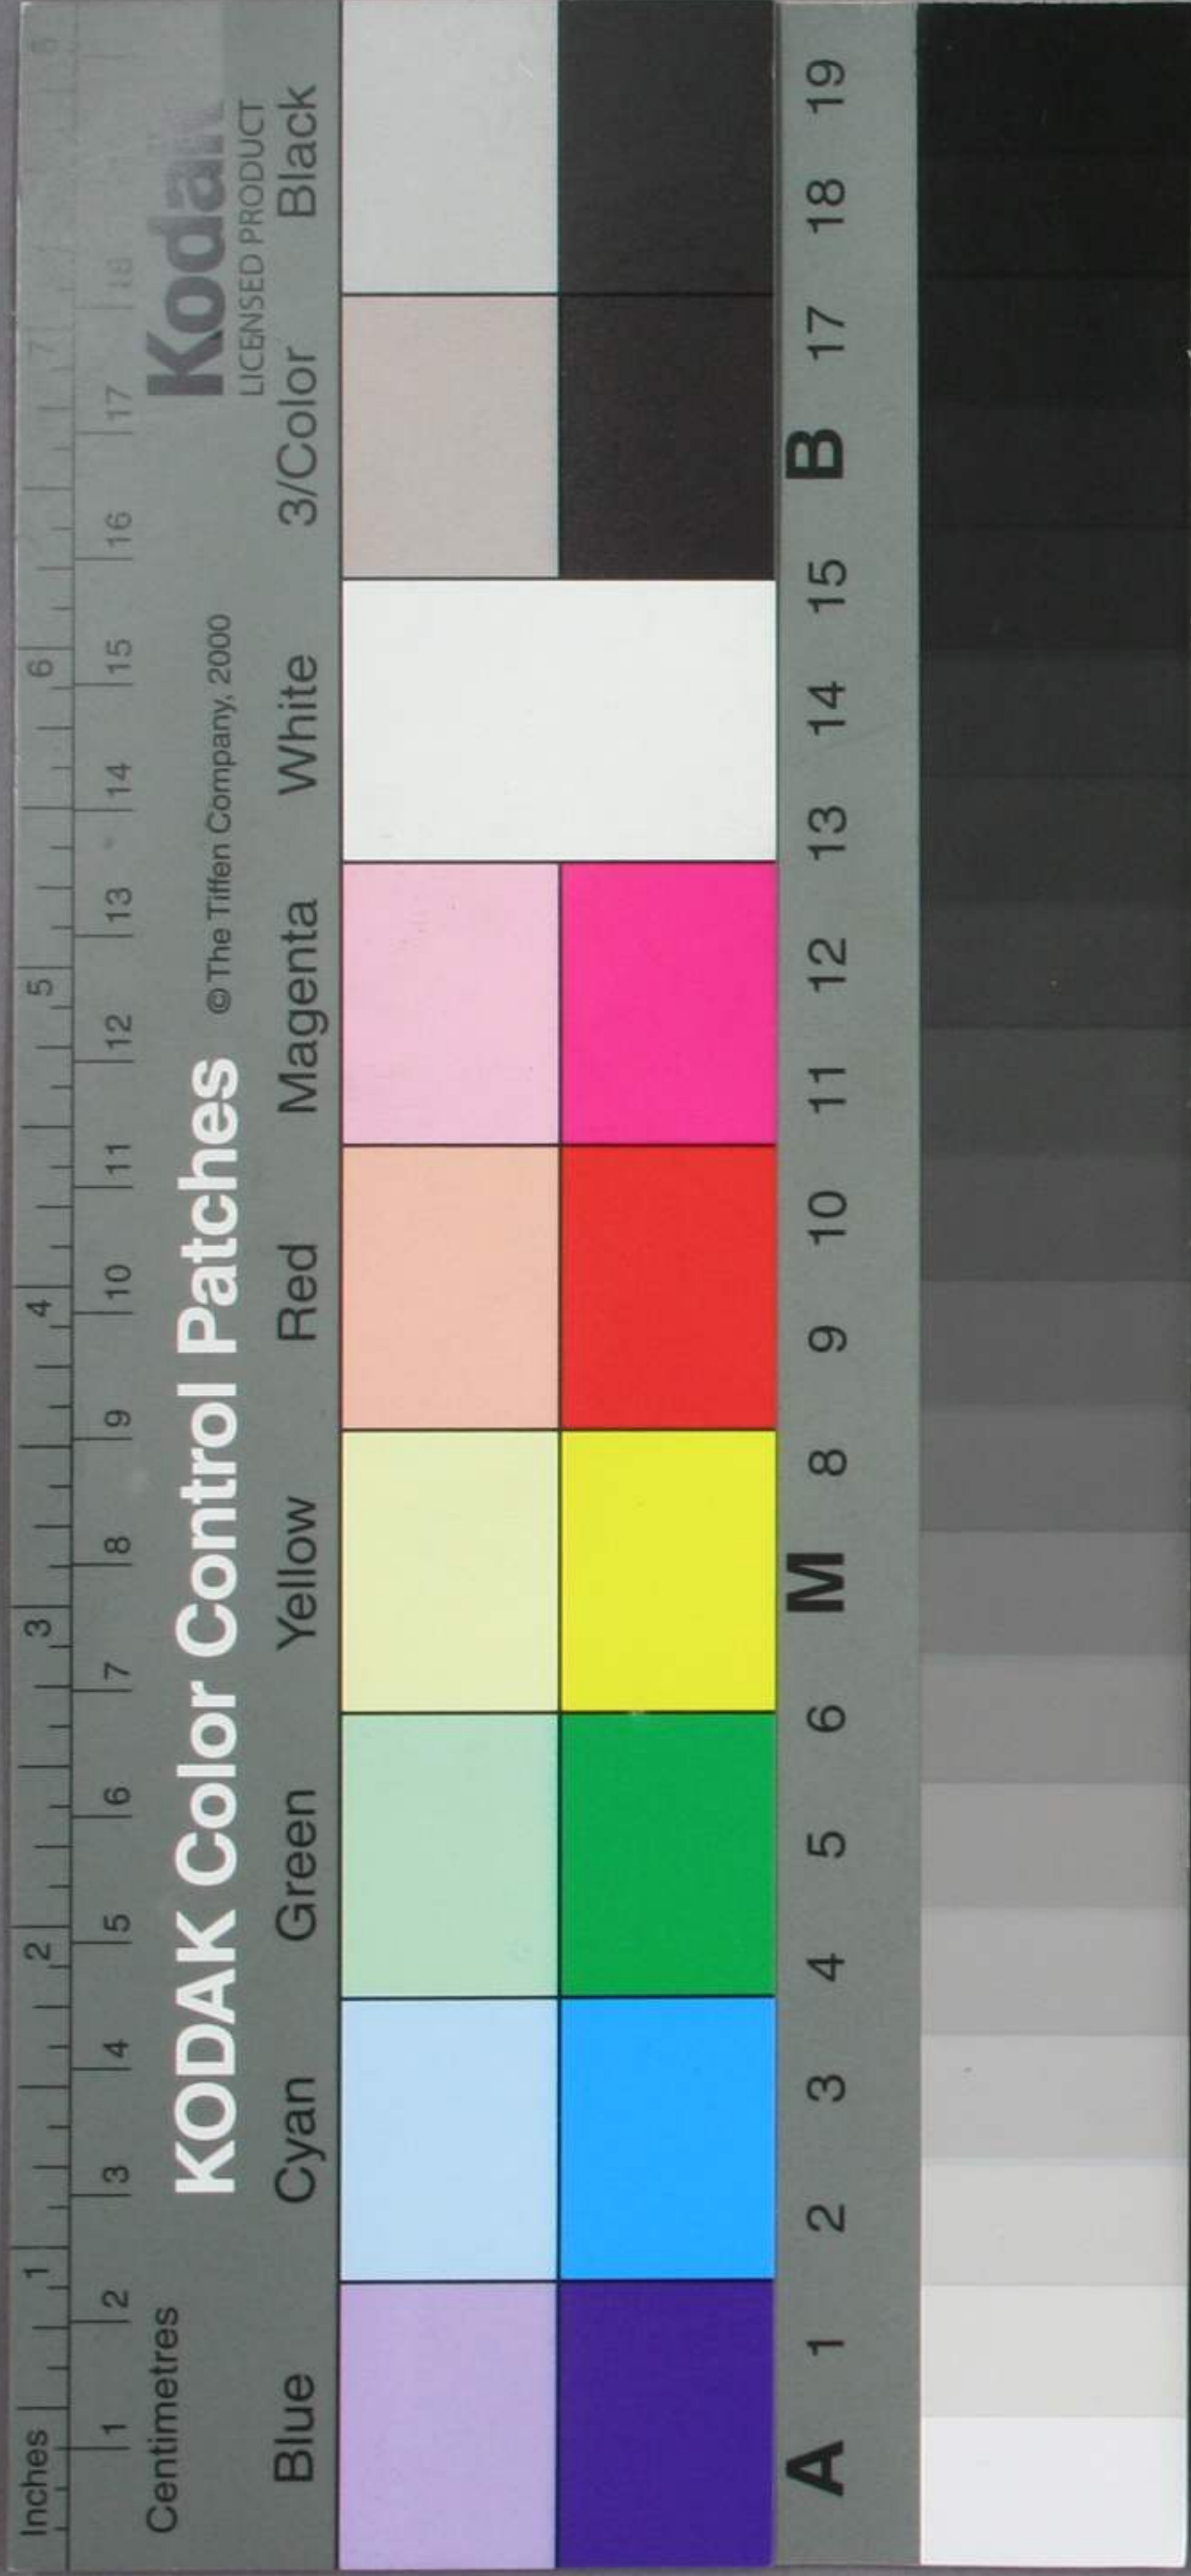 Inches 1 2 3 4 5 6 7 8
1 2 3 4 5 6 7 8 9 10 11 12 13 14 15 16 17 18
Centimetres
KODAK Color Control Patches © The Tiffen Company, 2000
Kodak
LICENSED PRODUCT
Blue Cyan Green Yellow Red Magenta White 3/Color Black
A 1 2 3 4 5 6 M 8 9 10 11 12 13 14 15 B 17 18 19